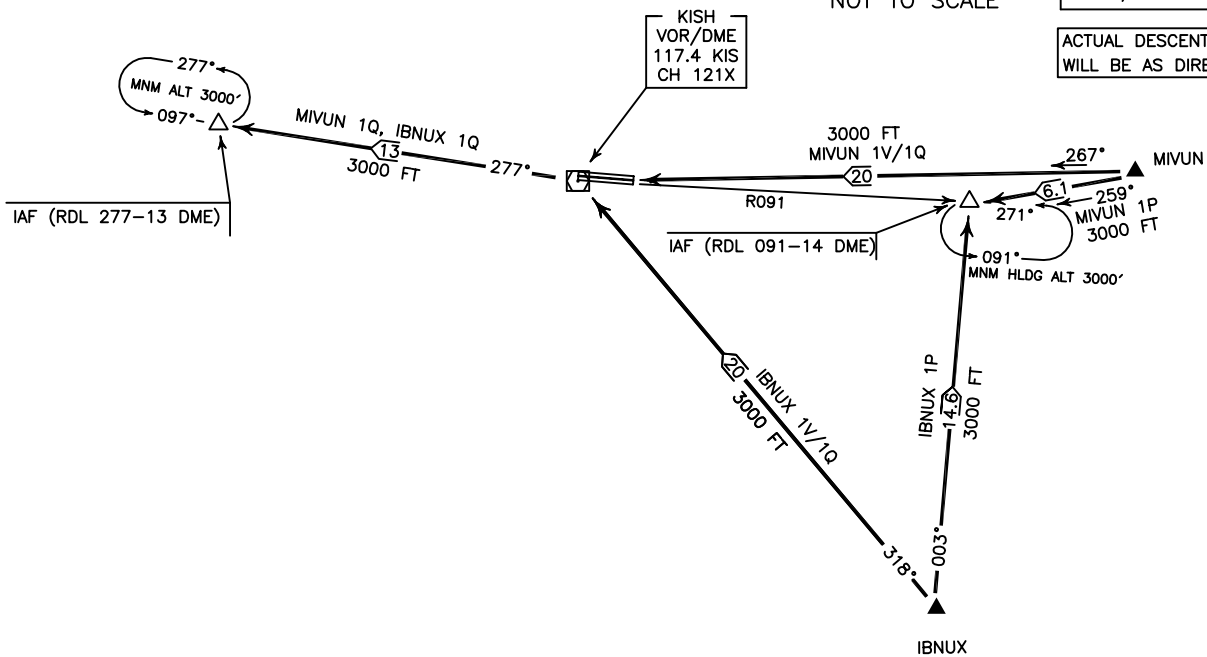 NOT TO SCALE
ACTUAL DESCENT
WILL BE AS DIRE
KISH
VOR/DME
117.4 KIS
CH 121X
277°
MNM ALT 3000'
097°
MIVUN 1Q, IBNUX 1Q
13
3000 FT
277°
IAF (RDL 277-13 DME)
3000 FT
MIVUN 1V/1Q
20
267°
MIVUN
R091
6.1
259°
MIVUN 1P
3000 FT
271°
IAF (RDL 091-14 DME)
091°
MNM HLDG ALT 3000'
20
IBNUX 1V/1Q
3000 FT
318°
IBNUX 1P
14.6
3000 FT
003°
IBNUX